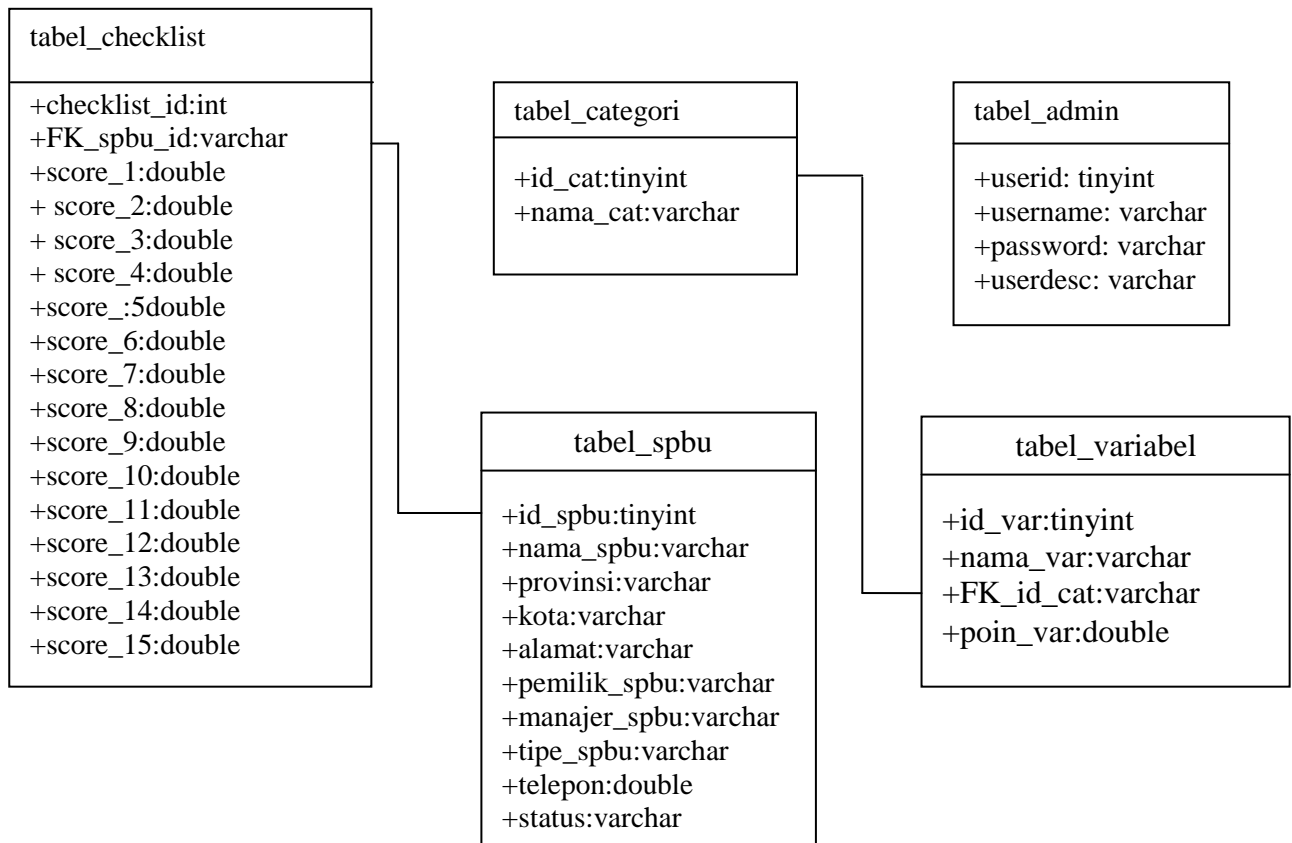 tabel_checklist
+checklist_id:int
+FK_spbu_id:varchar
+score_1:double
+ score_2:double
+ score_3:double
+ score_4:double
+score_:5double
+score_6:double
+score_7:double
+score_8:double
+score_9:double
+score_10:double
+score_11:double
+score_12:double
+score_13:double
+score_14:double
+score_15:double
tabel_categori
+id_cat:tinyint
+nama_cat:varchar
tabel_admin
+userid: tinyint
+username: varchar
+password: varchar
+userdesc: varchar
tabel_spbu
+id_spbu:tinyint
+nama_spbu:varchar
+provinsi:varchar
+kota:varchar
+alamat:varchar
+pemilik_spbu:varchar
+manajer_spbu:varchar
+tipe_spbu:varchar
+telepon:double
+status:varchar
tabel_variabel
+id_var:tinyint
+nama_var:varchar
+FK_id_cat:varchar
+poin_var:double